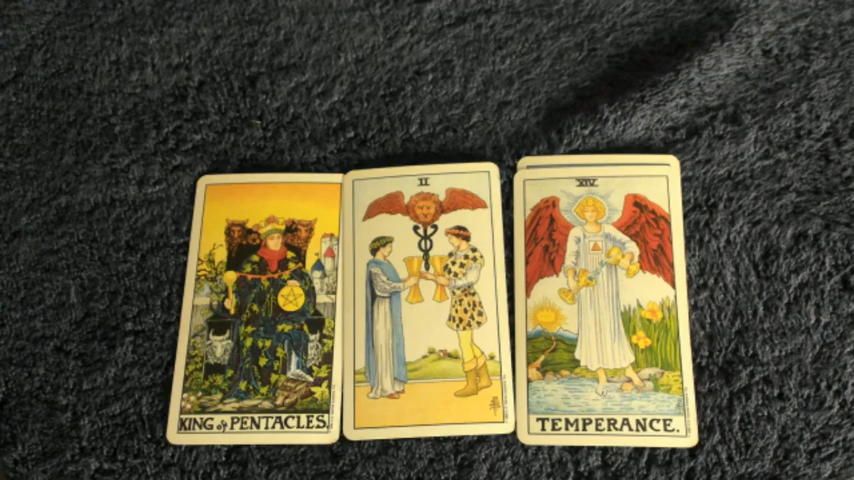 KING of PENTACLES.
II
XIV
TEMPERANCE.